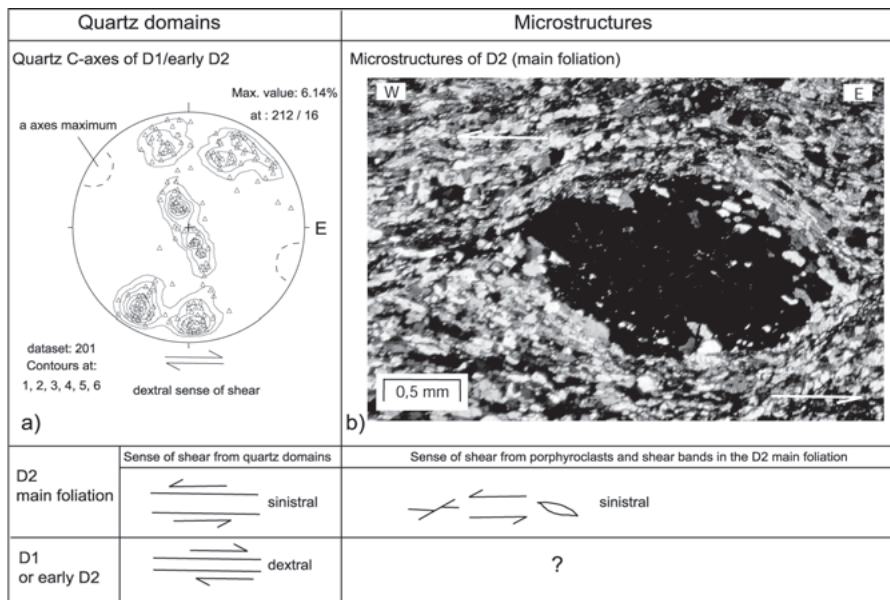 Quartz domains
Microstructures
Quartz C-axes of D1/early D2
Max. value: 6.14%
at : 212 / 16
a axes maximum
E
dataset: 201
Contours at:
1, 2, 3, 4, 5, 6
dextral sense of shear
a)
Microstructures of D2 (main foliation)
W
E
0,5 mm
b)
Sense of shear from quartz domains
Sense of shear from porphyroclasts and shear bands in the D2 main foliation
D2
main foliation
sinistral
sinistral
D1
or early D2
dextral
?